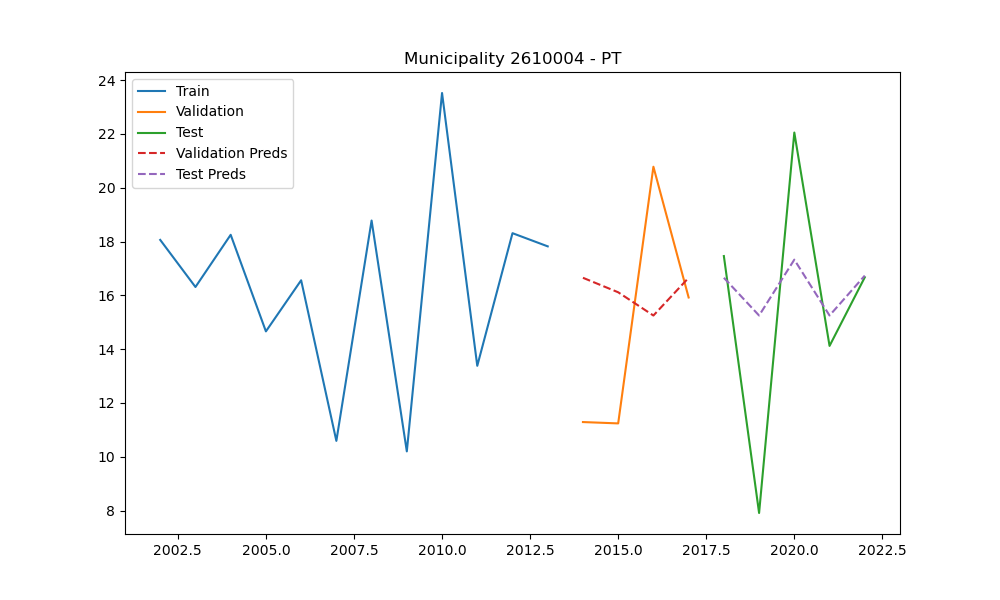 Municipality 2610004 - PT
Train
Validation
Test
Validation Preds
Test Preds
24
22
20
18
16
14
12
10
8
2002.5 2005.0 2007.5 2010.0 2012.5 2015.0 2017.5 2020.0 2022.5